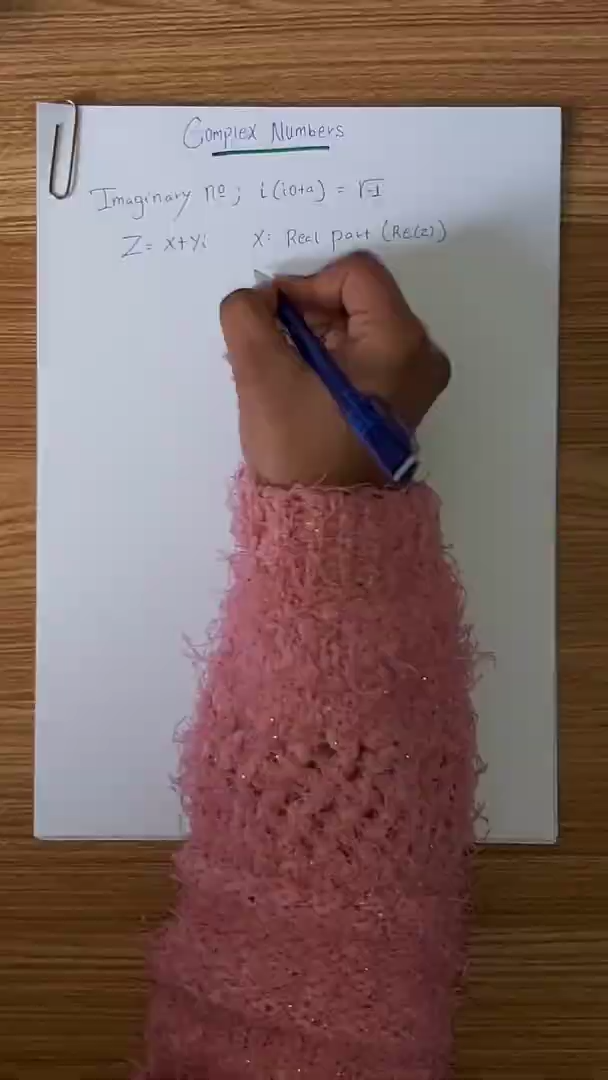 Complex Numbers
Imaginary nº ; i (iota) = √-1
Z = x+yi x: Real part (Re(z))